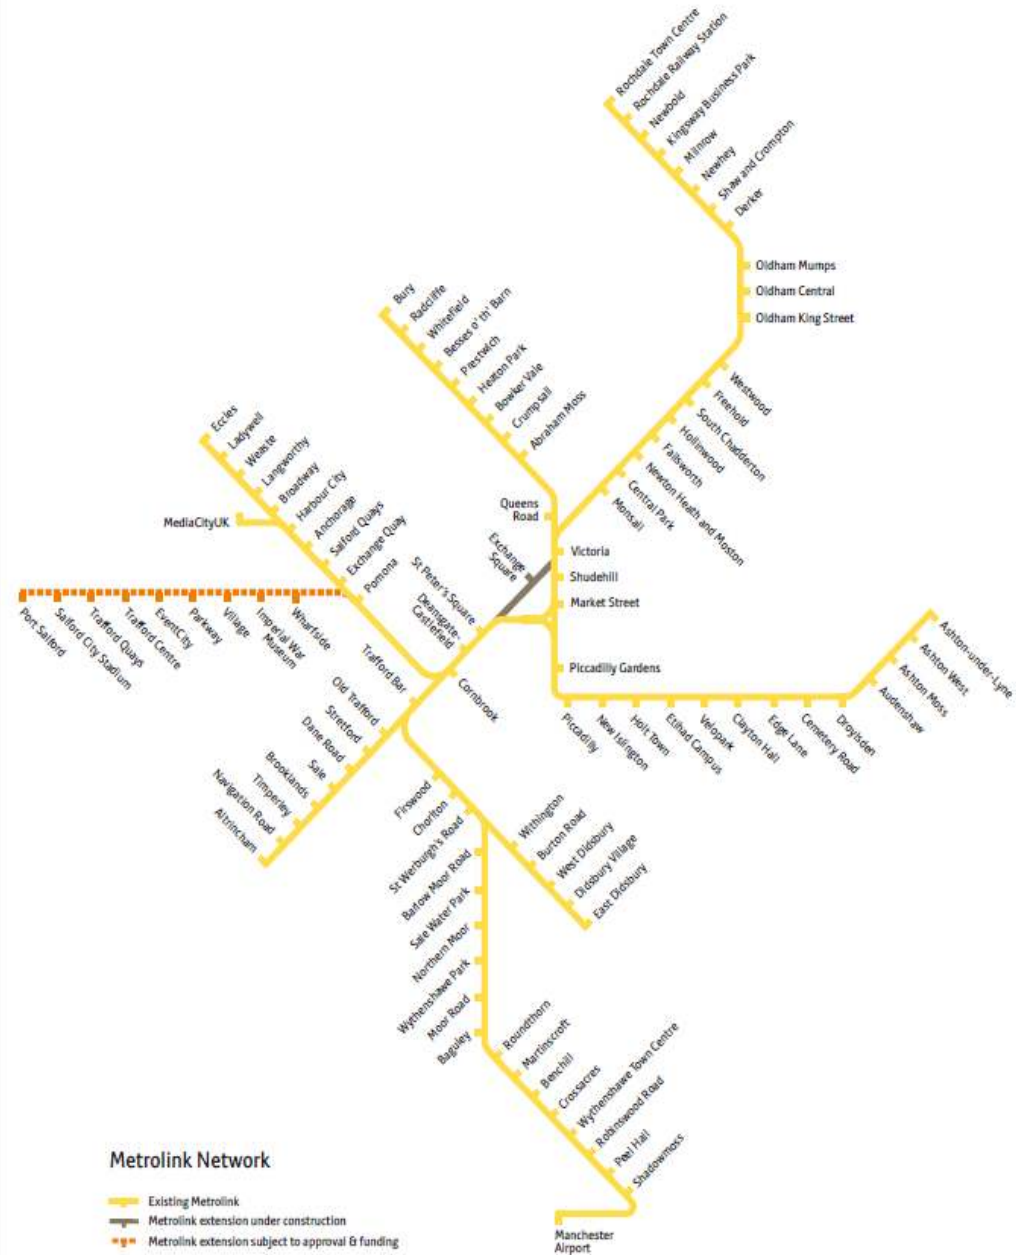 Rochdale Town Centre
Rochdale Railway Station
Newbold
Kingsway Business Park
Milnrow
Newhey
Shaw and Crompton
Derker
Oldham Mumps
Oldham Central
Oldham King Street
Westwood
Freehold
South Chadderton
Hollinwood
Failsworth
Newton Heath and Moston
Central Park
Monsall
Bury
Radcliffe
Whitefield
Besses o' th' Barn
Prestwich
Heaton Park
Bowker Vale
Crumpsall
Abraham Moss
Queens
Road
Victoria
Shudehill
Market Street
Piccadilly Gardens
Exchange
Square
St Peter's Square
Deansgate-
Castlefield
Cornbrook
Eccles
Ladywell
Weaste
Langworthy
Broadway
Harbour City
Anchorage
Salford Quays
Exchange Quay
Pomona
MediaCityUK
Port Salford
Salford City Stadium
Trafford Quays
Trafford Centre
EventCity
Parkway
Village
Imperial War
Museum
Wharfside
Piccadilly
New Islington
Holt Town
Etihad Campus
Velopark
Clayton Hall
Edge Lane
Cemetery Road
Droylsden
Audenshaw
Ashton Moss
Ashton West
Ashton-under-Lyne
Trafford Bar
Old Trafford
Stretford
Dane Road
Sale
Brooklands
Timperley
Navigation Road
Altrincham
Firswood
Chorlton
St Werburgh's Road
Withington
Burton Road
West Didsbury
Didsbury Village
East Didsbury
Barlow Moor Road
Sale Water Park
Northern Moor
Wythenshawe Park
Moor Road
Baguley
Roundthorn
Martinscroft
Benchill
Crossacres
Wythenshawe Town Centre
Robinswood Road
Peel Hall
Shadowmoss
Manchester
Airport
Metrolink Network
Existing Metrolink
Metrolink extension under construction
Metrolink extension subject to approval & funding